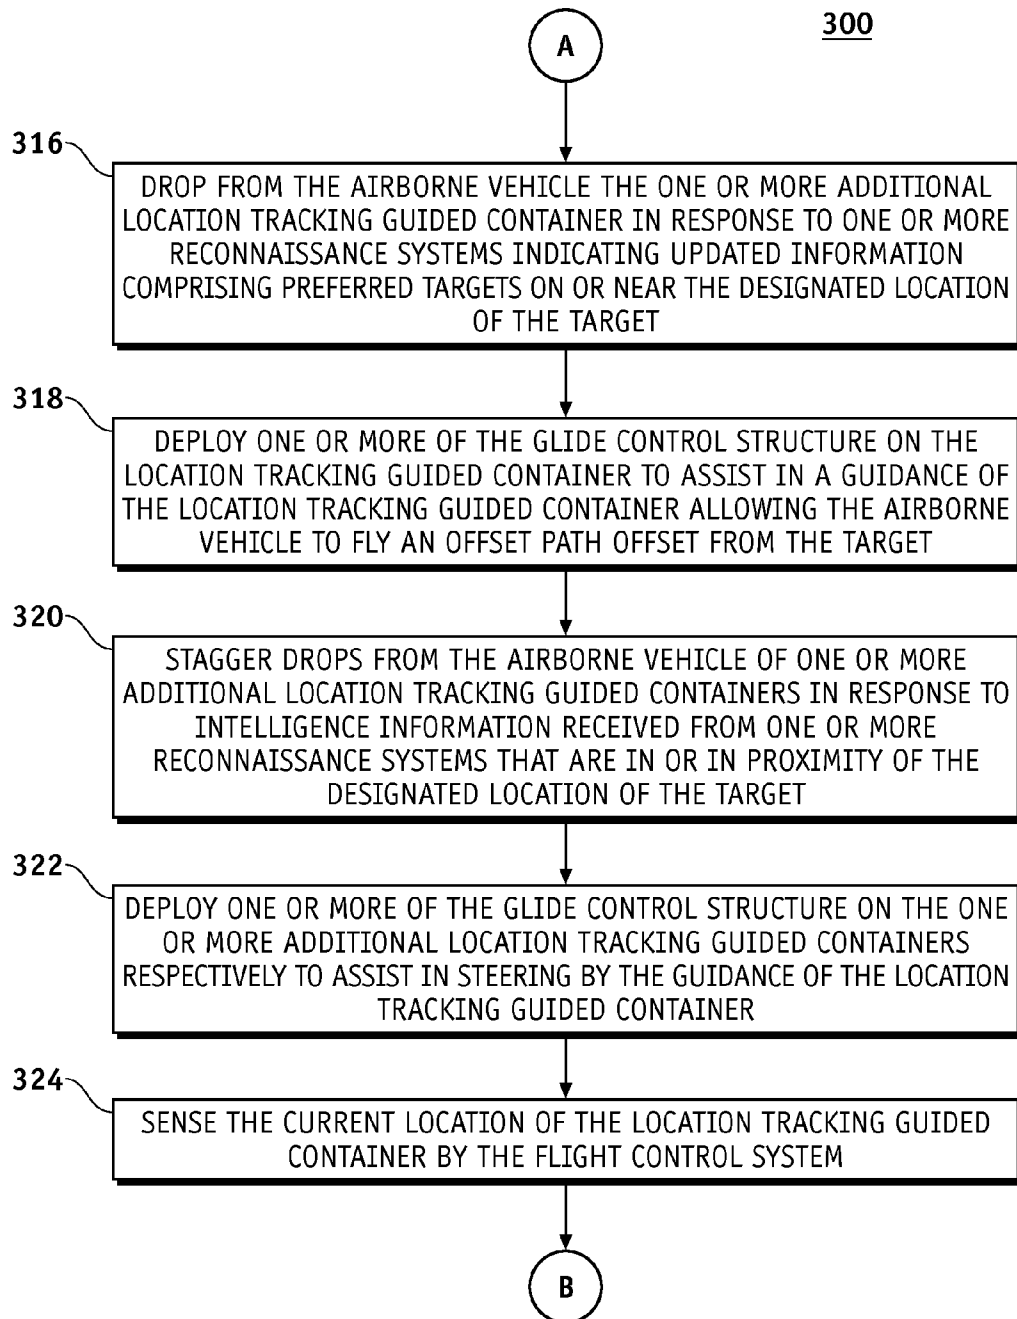 300
A
316
DROP FROM THE AIRBORNE VEHICLE THE ONE OR MORE ADDITIONAL
LOCATION TRACKING GUIDED CONTAINER IN RESPONSE TO ONE OR MORE
RECONNAISSANCE SYSTEMS INDICATING UPDATED INFORMATION
COMPRISING PREFERRED TARGETS ON OR NEAR THE DESIGNATED LOCATION
OF THE TARGET
318
DEPLOY ONE OR MORE OF THE GLIDE CONTROL STRUCTURE ON THE
LOCATION TRACKING GUIDED CONTAINER TO ASSIST IN A GUIDANCE OF
THE LOCATION TRACKING GUIDED CONTAINER ALLOWING THE AIRBORNE
VEHICLE TO FLY AN OFFSET PATH OFFSET FROM THE TARGET
320
STAGGER DROPS FROM THE AIRBORNE VEHICLE OF ONE OR MORE
ADDITIONAL LOCATION TRACKING GUIDED CONTAINERS IN RESPONSE TO
INTELLIGENCE INFORMATION RECEIVED FROM ONE OR MORE
RECONNAISSANCE SYSTEMS THAT ARE IN OR IN PROXIMITY OF THE
DESIGNATED LOCATION OF THE TARGET
322
DEPLOY ONE OR MORE OF THE GLIDE CONTROL STRUCTURE ON THE ONE
OR MORE ADDITIONAL LOCATION TRACKING GUIDED CONTAINERS
RESPECTIVELY TO ASSIST IN STEERING BY THE GUIDANCE OF THE LOCATION
TRACKING GUIDED CONTAINER
324
SENSE THE CURRENT LOCATION OF THE LOCATION TRACKING GUIDED
CONTAINER BY THE FLIGHT CONTROL SYSTEM
B